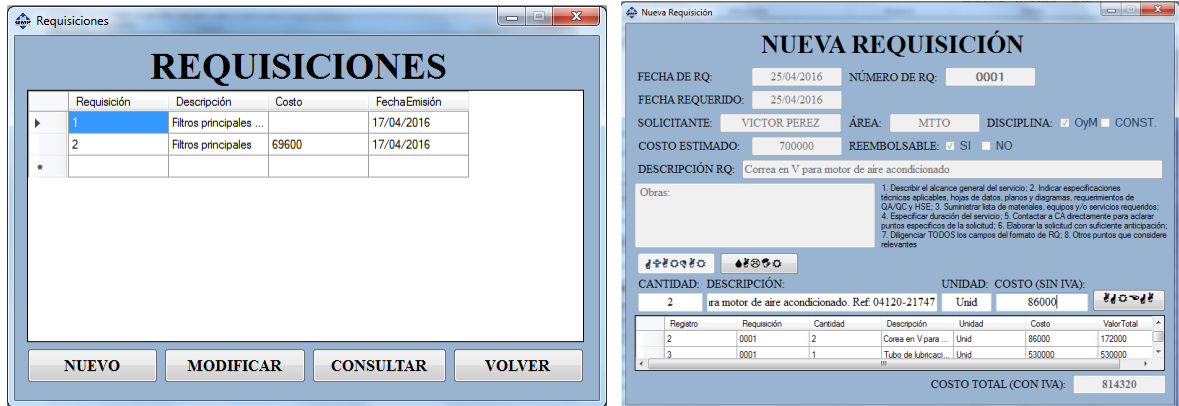 Requisiciones
REQUISICIONES
Requisición Descripción Costo FechaEmisión
1 Filtros principales ... 17/04/2016
2 Filtros principales 69600 17/04/2016
NUEVO MODIFICAR CONSULTAR VOLVER
Nueva Requisición
NUEVA REQUISICIÓN
FECHA DE RQ: 25/04/2016 NÚMERO DE RQ: 0001
FECHA REQUERIDO: 25/04/2016
SOLICITANTE: VICTOR PEREZ ÁREA: MTTO DISCIPLINA: OyM CONST.
COSTO ESTIMADO: 700000 REEMBOLSABLE: SI NO
DESCRIPCIÓN RQ: Correa en V para motor de aire acondicionado
Obras:
1. Describir el alcance general del servicio; 2. Indicar especificaciones
técnicas aplicables, hojas de datos, planos y diagramas, requerimientos de
QA/QC y HSE; 3. Suministrar lista de materiales, equipos y/o servicios requeridos;
4. Especificar duración del servicio; 5. Contactar a CA directamente para aclarar
puntos especificos de la solicitud; 6. Elaborar la solicitud con suficiente anticipación;
7. Diligenciar TODOS los campos del formato de RQ; 8. Otros puntos que considere
relevantes
CANTIDAD: DESCRIPCIÓN: UNIDAD: COSTO (SIN IVA):
2 ara motor de aire acondicionado. Ref: 04120-21747 Unid 86000
Registro Requisición Cantidad Descripción Unidad Costo ValorTotal
2 0001 2 Corea en V para ... Unid 86000 172000
3 0001 1 Tubo de lubricaci... Unid 530000 530000
COSTO TOTAL (CON IVA): 814320